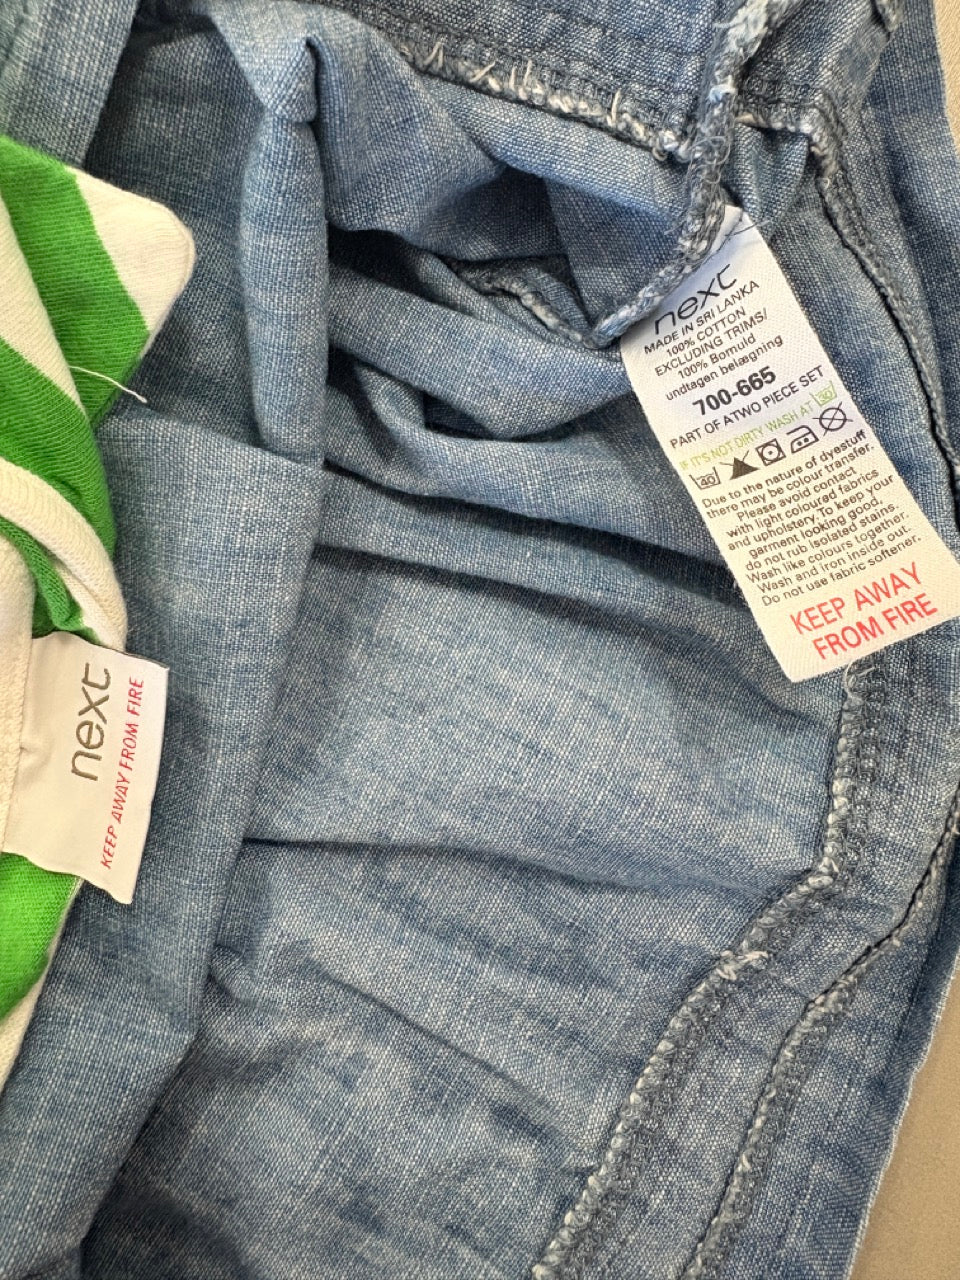 next
MADE IN SRI LANKA
100% COTTON
EXCLUDING TRIMS/
100% Bomuld
undtagen belægning
700-665
PART OF ATWO PIECE SET
IF IT'S NOT DIRTY WASH AT 30
40
Due to the nature of dyestuff
there may be colour transfer.
Please avoid contact
with light coloured fabrics
and upholstery. To keep your
garment looking good,
do not rub isolated stains.
Wash like colours together.
Wash and iron inside out.
Do not use fabric softener.
KEEP AWAY
FROM FIRE
next
KEEP AWAY FROM FIRE